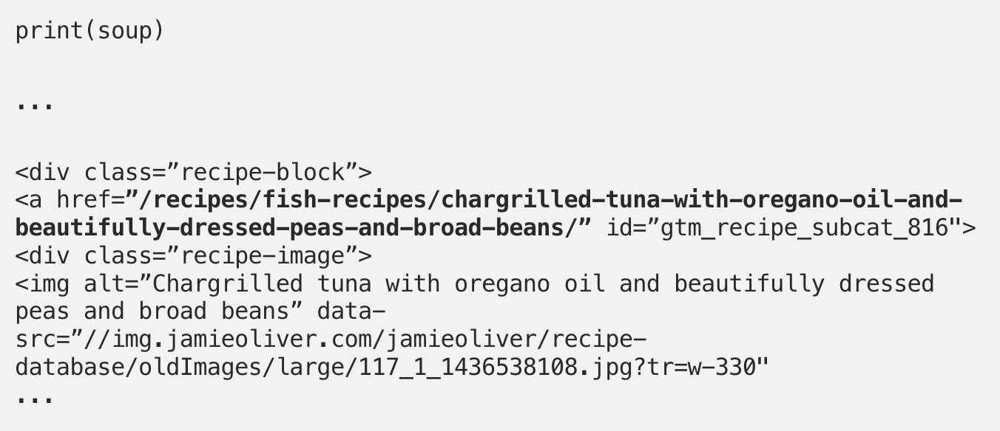 print(soup)
...
<div class=”recipe-block”>
<a href=”/recipes/fish-recipes/chargrilled-tuna-with-oregano-oil-and-
beautifully-dressed-peas-and-broad-beans/” id=”gtm_recipe_subcat_816">
<div class=”recipe-image”>
<img alt=”Chargrilled tuna with oregano oil and beautifully dressed
peas and broad beans” data-
src=”//img.jamieoliver.com/jamieoliver/recipe-
database/oldImages/large/117_1_1436538108.jpg?tr=w-330"
...